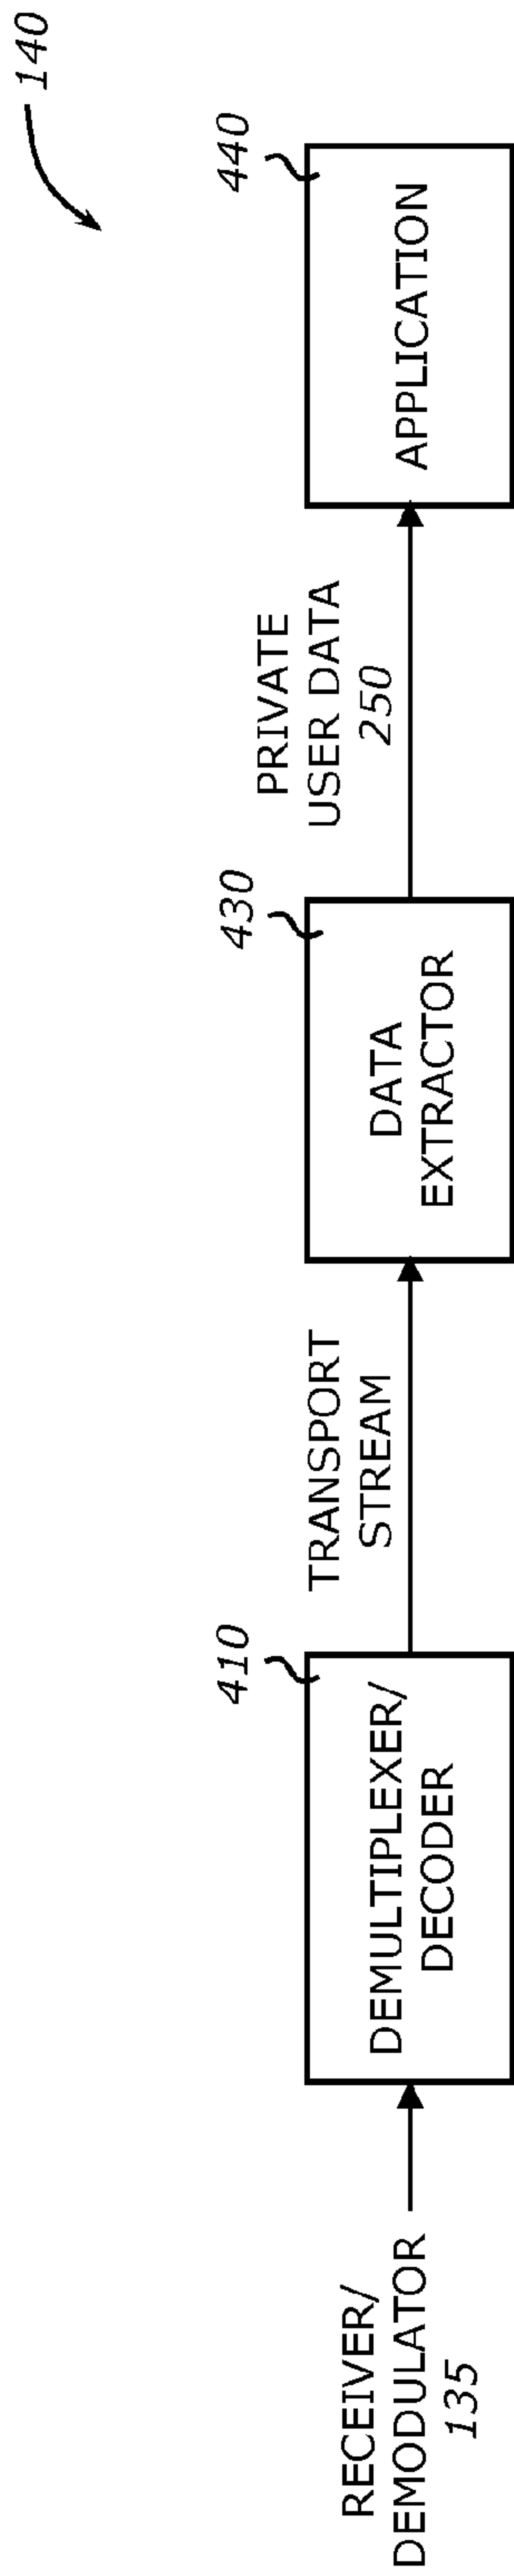 140
RECEIVER/
DEMODULATOR
135
410
DEMULTIPLEXER/
DECODER
TRANSPORT
STREAM
430
DATA
EXTRACTOR
PRIVATE
USER DATA
250
440
APPLICATION